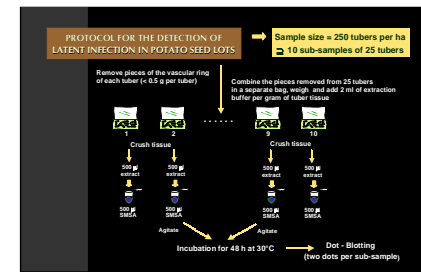 PROTOCOL FOR THE DETECTION OF
LATENT INFECTION IN POTATO SEED LOTS
Sample size = 250 tubers per ha
⊇ 10 sub-samples of 25 tubers
Remove pieces of the vascular ring
of each tuber (< 0.5 g per tuber)
Combine the pieces removed from 25 tubers
in a separate bag, weigh and add 2 ml of extraction
buffer per gram of tuber tissue
1 2 ...... 9 10
Crush tissue Crush tissue
500 µl 500 µl 500 µl 500 µl
extract extract extract extract
500 µl 500 µl 500 µl 500 µl
SMSA SMSA SMSA SMSA
Agitate Agitate
Incubation for 48 h at 30°C
Dot - Blotting
(two dots per sub-sample)